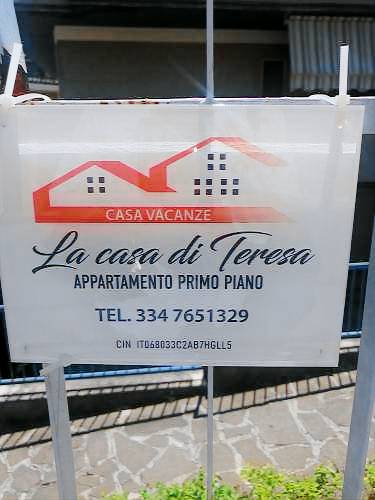 CASA VACANZE
La casa di Teresa
APPARTAMENTO PRIMO PIANO
TEL. 334 7651329
CIN IT068033C2AB7HGLL5